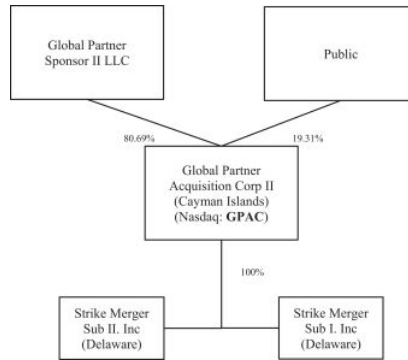 Global Partner
Sponsor II LLC
Public
80.69%
19.31%
Global Partner
Acquisition Corp II
(Cayman Islands)
(Nasdaq: GPAC)
100%
Strike Merger
Sub II. Inc
(Delaware)
Strike Merger
Sub I. Inc
(Delaware)